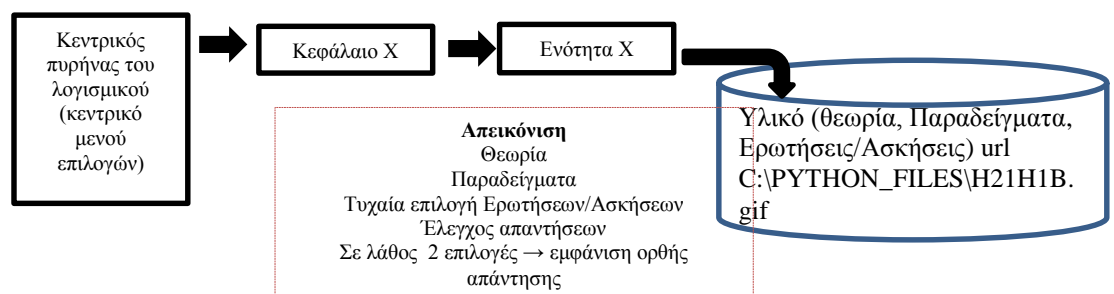 Κεντρικός
πυρήνας του
λογισμικού
(κεντρικό
μενού
επιλογών)
Κεφάλαιο Χ
Ενότητα Χ
Υλικό (θεωρία, Παραδείγματα,
Ερωτήσεις/Ασκήσεις) url
C:\PYTHON_FILES\H21H1B.
gif
Απεικόνιση
Θεωρία
Παραδείγματα
Τυχαία επιλογή Ερωτήσεων/Ασκήσεων
Έλεγχος απαντήσεων
Σε λάθος 2 επιλογές → εμφάνιση ορθής
απάντησης